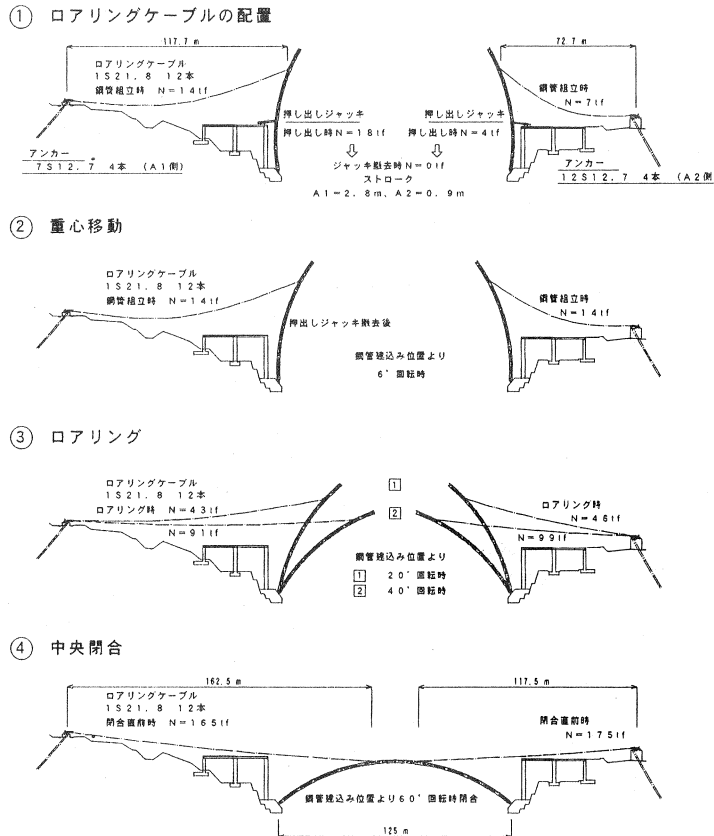 ① ロアリングケーブルの配置
117.7 m
72.7 m
ロアリングケーブル
1S21.8 12本
鋼管組立時 N=14tf
鋼管組立時
N=7tf
押し出しジャッキ
押し出し時N=18tf
押し出しジャッキ
押し出し時N=4tf
アンカー
7S12.7 4本 (A1側)
ジャッキ撤去時N=0tf
ストローク
A1=2.8m、A2=0.9m
アンカー
12S12.7 4本 (A2側
② 重心移動
ロアリングケーブル
1S21.8 12本
鋼管組立時 N=14tf
鋼管組立時
N=14tf
押出しジャッキ撤去後
鋼管建込み位置より
6°回転時
③ ロアリング
ロアリングケーブル
1S21.8 12本
ロアリング時 N=43tf
N=91tf
1
2
ロアリング時
N=46tf
N=99tf
鋼管建込み位置より
1 20°回転時
2 40°回転時
④ 中央閉合
162.5 m
117.5 m
ロアリングケーブル
1S21.8 12本
閉合直前時 N=165tf
閉合直前時
N=175tf
鋼管建込み位置より60°回転時閉合
125 m